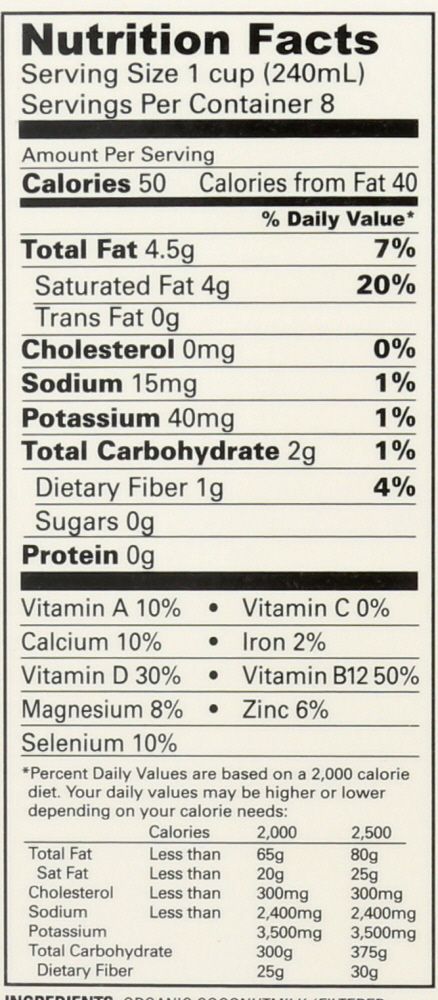 Nutrition Facts
Serving Size 1 cup (240mL)
Servings Per Container 8
Amount Per Serving
Calories 50 Calories from Fat 40
% Daily Value*
Total Fat 4.5g 7%
Saturated Fat 4g 20%
Trans Fat 0g
Cholesterol 0mg 0%
Sodium 15mg 1%
Potassium 40mg 1%
Total Carbohydrate 2g 1%
Dietary Fiber 1g 4%
Sugars 0g
Protein 0g
Vitamin A 10% • Vitamin C 0%
Calcium 10% • Iron 2%
Vitamin D 30% • Vitamin B12 50%
Magnesium 8% • Zinc 6%
Selenium 10%
*Percent Daily Values are based on a 2,000 calorie
diet. Your daily values may be higher or lower
depending on your calorie needs:
Calories 2,000 2,500
Total Fat Less than 65g 80g
Sat Fat Less than 20g 25g
Cholesterol Less than 300mg 300mg
Sodium Less than 2,400mg 2,400mg
Potassium 3,500mg 3,500mg
Total Carbohydrate 300g 375g
Dietary Fiber 25g 30g